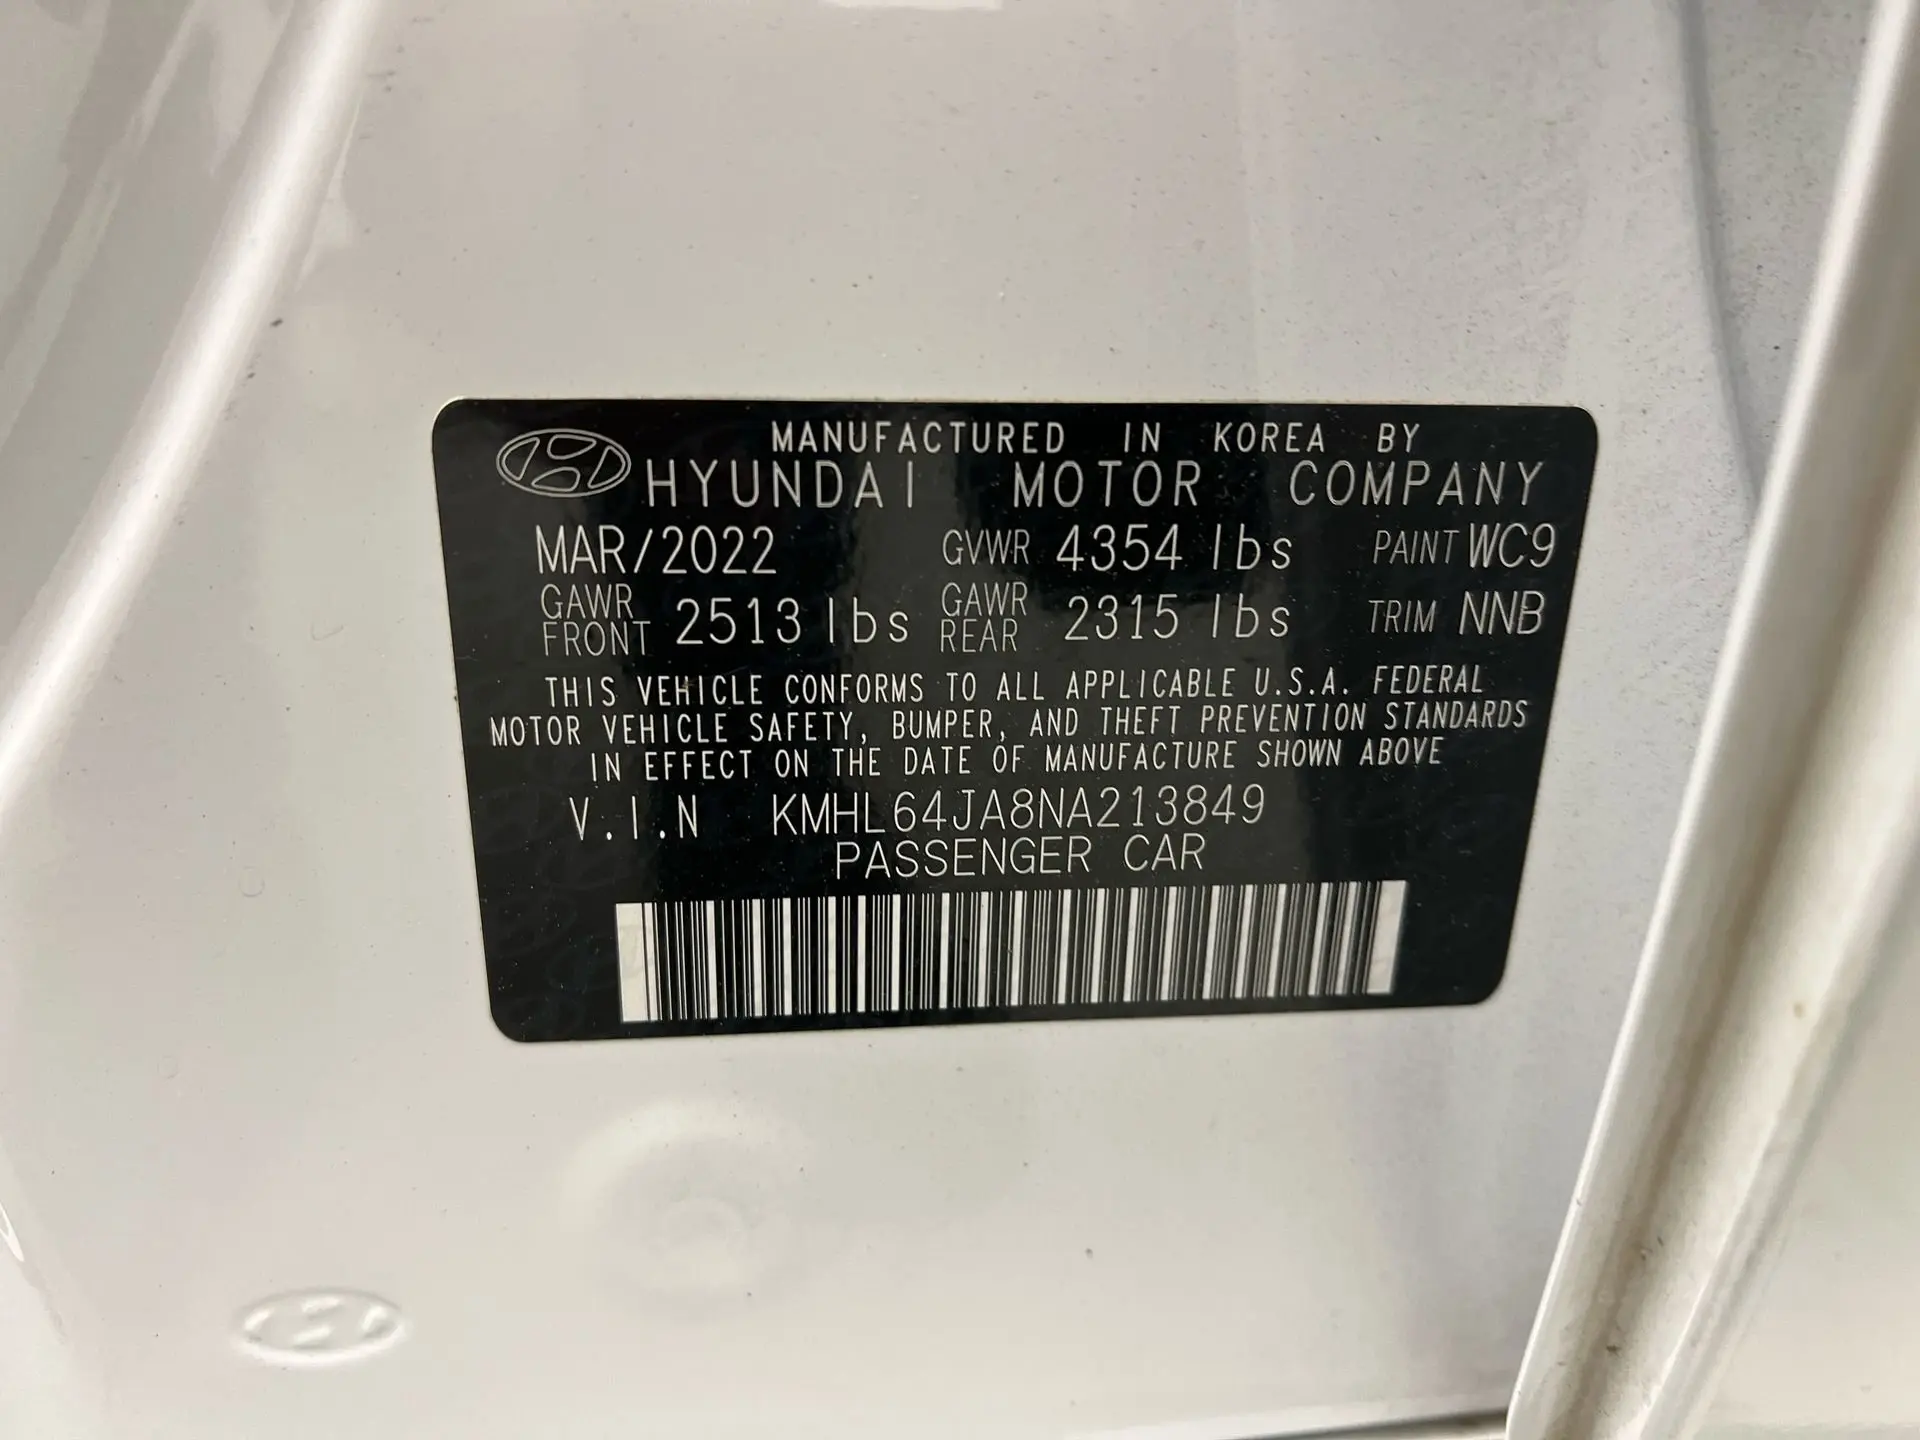 MANUFACTURED IN KOREA BY
HYUNDAI MOTOR COMPANY
MAR/2022 GVWR 4354 lbs PAINT WC9
GAWR FRONT 2513 lbs GAWR REAR 2315 lbs TRIM NNB
THIS VEHICLE CONFORMS TO ALL APPLICABLE U.S.A. FEDERAL
MOTOR VEHICLE SAFETY, BUMPER, AND THEFT PREVENTION STANDARDS
IN EFFECT ON THE DATE OF MANUFACTURE SHOWN ABOVE
V.I.N KMHL64JA8NA213849
PASSENGER CAR